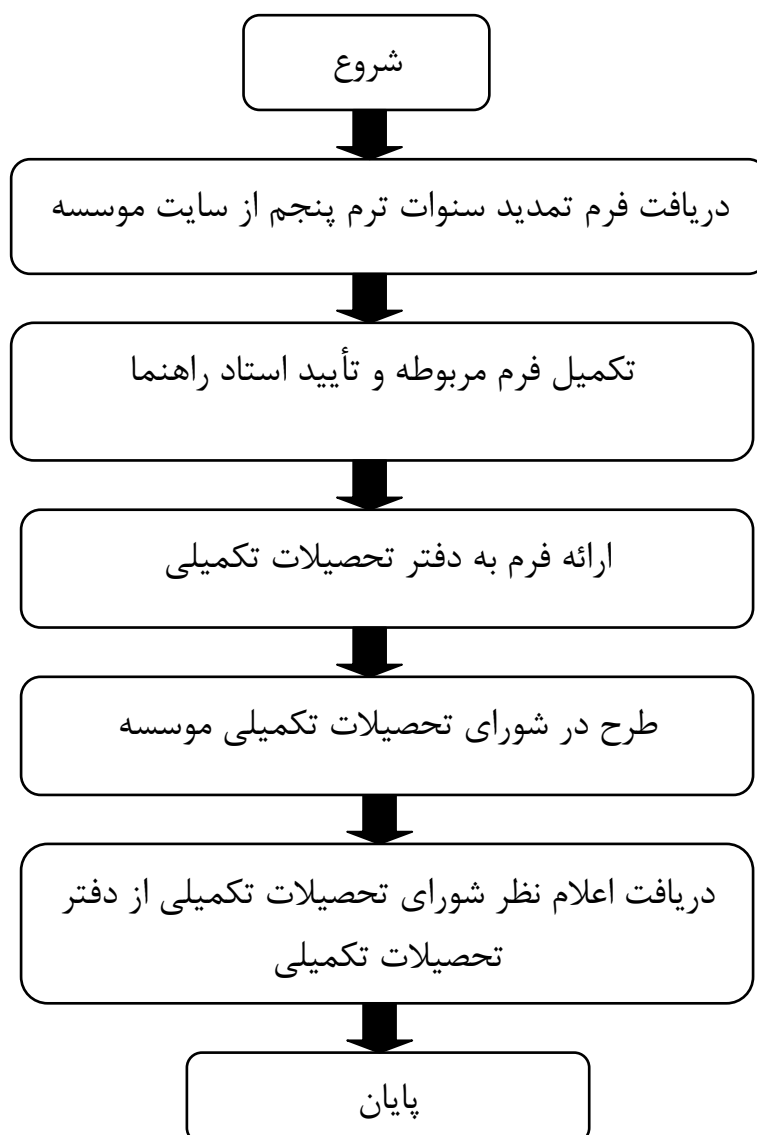 شروع
دریافت فرم تمدید سنوات ترم پنجم از سایت موسسه
تکمیل فرم مربوطه و تأیید استاد راهنما
ارائه فرم به دفتر تحصیلات تکمیلی
طرح در شورای تحصیلات تکمیلی موسسه
دریافت اعلام نظر شورای تحصیلات تکمیلی از دفتر
تحصیلات تکمیلی
پایان